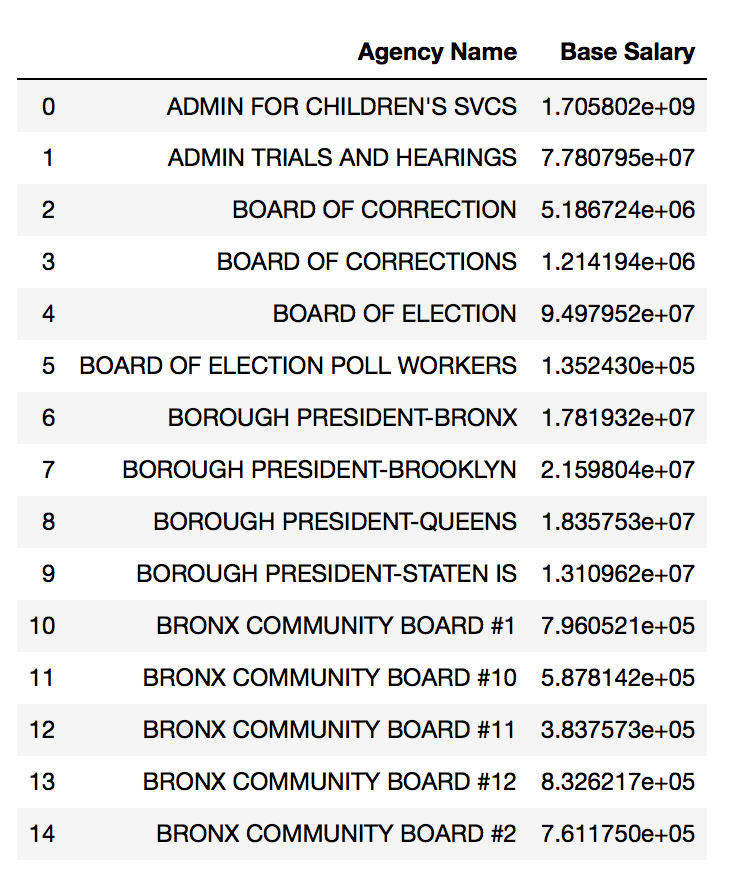 Agency Name Base Salary
0 ADMIN FOR CHILDREN'S SVCS 1.705802e+09
1 ADMIN TRIALS AND HEARINGS 7.780795e+07
2 BOARD OF CORRECTION 5.186724e+06
3 BOARD OF CORRECTIONS 1.214194e+06
4 BOARD OF ELECTION 9.497952e+07
5 BOARD OF ELECTION POLL WORKERS 1.352430e+05
6 BOROUGH PRESIDENT-BRONX 1.781932e+07
7 BOROUGH PRESIDENT-BROOKLYN 2.159804e+07
8 BOROUGH PRESIDENT-QUEENS 1.835753e+07
9 BOROUGH PRESIDENT-STATEN IS 1.310962e+07
10 BRONX COMMUNITY BOARD #1 7.960521e+05
11 BRONX COMMUNITY BOARD #10 5.878142e+05
12 BRONX COMMUNITY BOARD #11 3.837573e+05
13 BRONX COMMUNITY BOARD #12 8.326217e+05
14 BRONX COMMUNITY BOARD #2 7.611750e+05